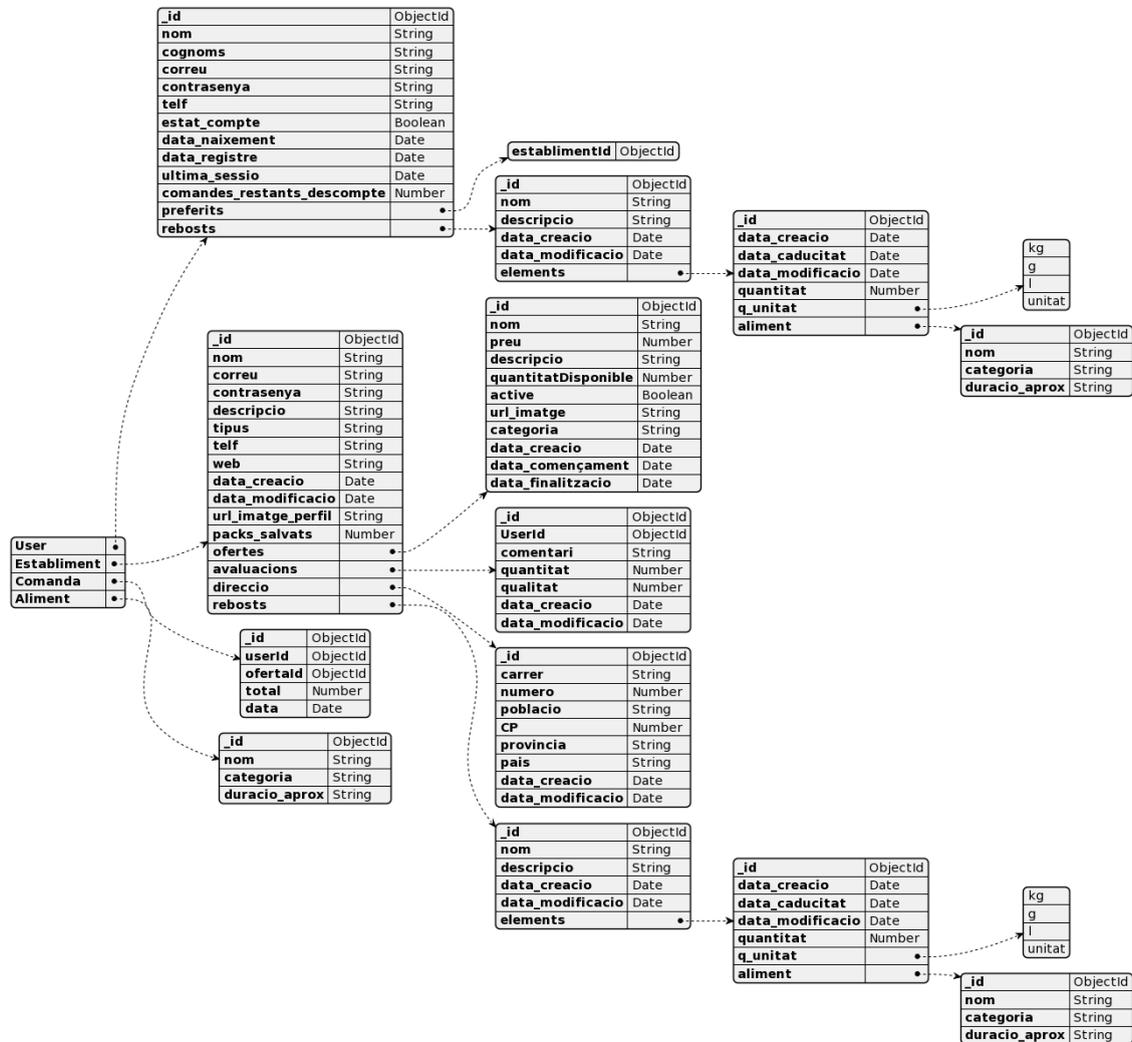 _id ObjectId
nom String
cognoms String
correu String
contrasenya String
telf String
estat_compte Boolean
data_naixement Date
data_registre Date
ultima_sessio Date
comandes_restants_descompte Number
preferits
rebosts
establimentId ObjectId
_id ObjectId
nom String
descripcio String
data_creacio Date
data_modificacio Date
elements
_id ObjectId
data_creacio Date
data_caducitat Date
data_modificacio Date
quantitat Number
q_unitat
aliment
kg
g
l
unitat
_id ObjectId
nom String
categoria String
duracio_aprox String
User
Establiment
Comanda
Aliment
_id ObjectId
nom String
correu String
contrasenya String
descripcio String
tipus String
telf String
web String
data_creacio Date
data_modificacio Date
url_imatge_perfil String
packs_salvats Number
ofertes
avaluacions
direccio
rebosts
_id ObjectId
nom String
preu Number
descripcio String
quantitatDisponible Number
active Boolean
url_imatge String
categoria String
data_creacio Date
data_començament Date
data_finalitzacio Date
_id ObjectId
UserId ObjectId
comentari String
quantitat Number
qualitat Number
data_creacio Date
data_modificacio Date
_id ObjectId
userId ObjectId
ofertaId ObjectId
total Number
data Date
_id ObjectId
nom String
categoria String
duracio_aprox String
_id ObjectId
carrer String
numero Number
poblacio String
CP Number
provincia String
pais String
data_creacio Date
data_modificacio Date
_id ObjectId
nom String
descripcio String
data_creacio Date
data_modificacio Date
elements
_id ObjectId
data_creacio Date
data_caducitat Date
data_modificacio Date
quantitat Number
q_unitat
aliment
kg
g
l
unitat
_id ObjectId
nom String
categoria String
duracio_aprox String